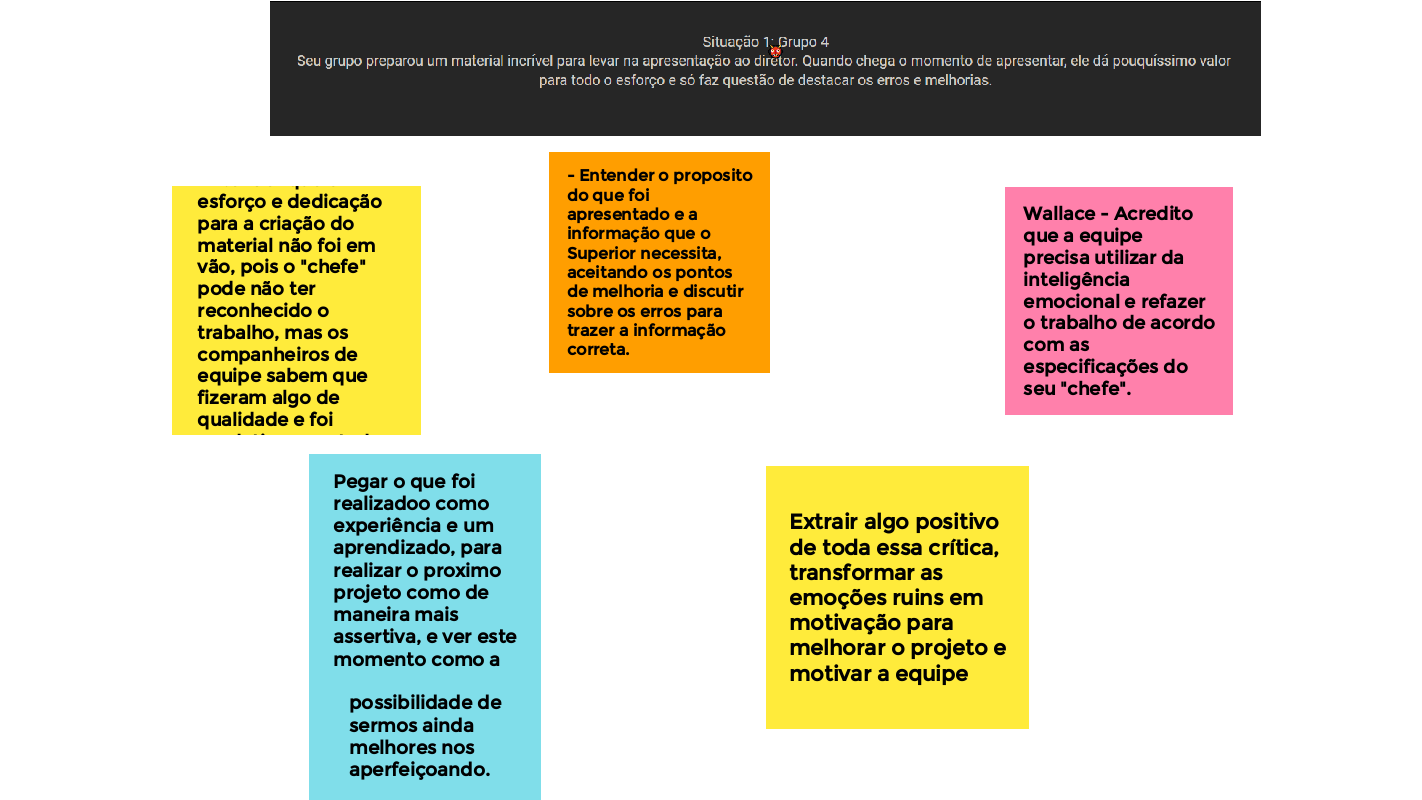 Situação 1: Grupo 4
Seu grupo preparou um material incrível para levar na apresentação ao diretor. Quando chega o momento de apresentar, ele dá pouquíssimo valor
para todo o esforço e só faz questão de destacar os erros e melhorias.
esforço e dedicação
para a criação do
material não foi em
vão, pois o "chefe"
pode não ter
reconhecido o
trabalho, mas os
companheiros de
equipe sabem que
fizeram algo de
qualidade e foi
- Entender o proposito
do que foi
apresentado e a
informação que o
Superior necessita,
aceitando os pontos
de melhoria e discutir
sobre os erros para
trazer a informação
correta.
Wallace - Acredito
que a equipe
precisa utilizar da
inteligência
emocional e refazer
o trabalho de acordo
com as
especificações do
seu "chefe".
Pegar o que foi
realizadoo como
experiência e um
aprendizado, para
realizar o proximo
projeto como de
maneira mais
assertiva, e ver este
momento como a
possibilidade de
sermos ainda
melhores nos
aperfeiçoando.
Extrair algo positivo
de toda essa crítica,
transformar as
emoções ruins em
motivação para
melhorar o projeto e
motivar a equipe